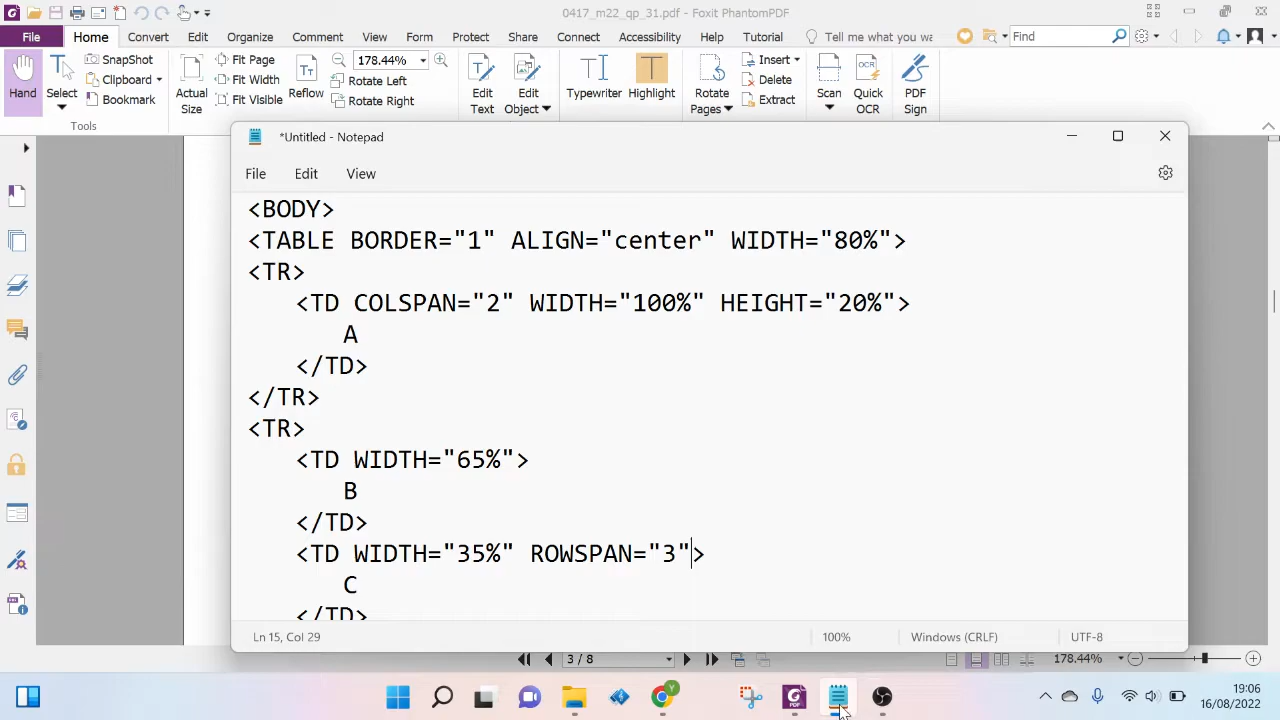 0417_m22_qp_31.pdf - Foxit PhantomPDF
File Home Convert Edit Organize Comment View Form Protect Share Connect Accessibility Help Tutorial Tell me what you wa Find
Hand
Select
SnapShot
Clipboard
Bookmark
Tools
Actual Size
Fit Page
Fit Width
Fit Visible
Reflow
178.44%
Rotate Left
Rotate Right
Edit Text
Edit Object
Typewriter
Highlight
Rotate Pages
Insert
Delete
Extract
Scan
Quick OCR
PDF Sign
*Untitled - Notepad
File Edit View
<BODY>
<TABLE BORDER="1" ALIGN="center" WIDTH="80%">
<TR>
<TD COLSPAN="2" WIDTH="100%" HEIGHT="20%">
A
</TD>
</TR>
<TR>
<TD WIDTH="65%">
B
</TD>
<TD WIDTH="35%" ROWSPAN="3">
C
</TD>
Ln 15, Col 29 100% Windows (CRLF) UTF-8
3 / 8 178.44%
19:06
16/08/2022